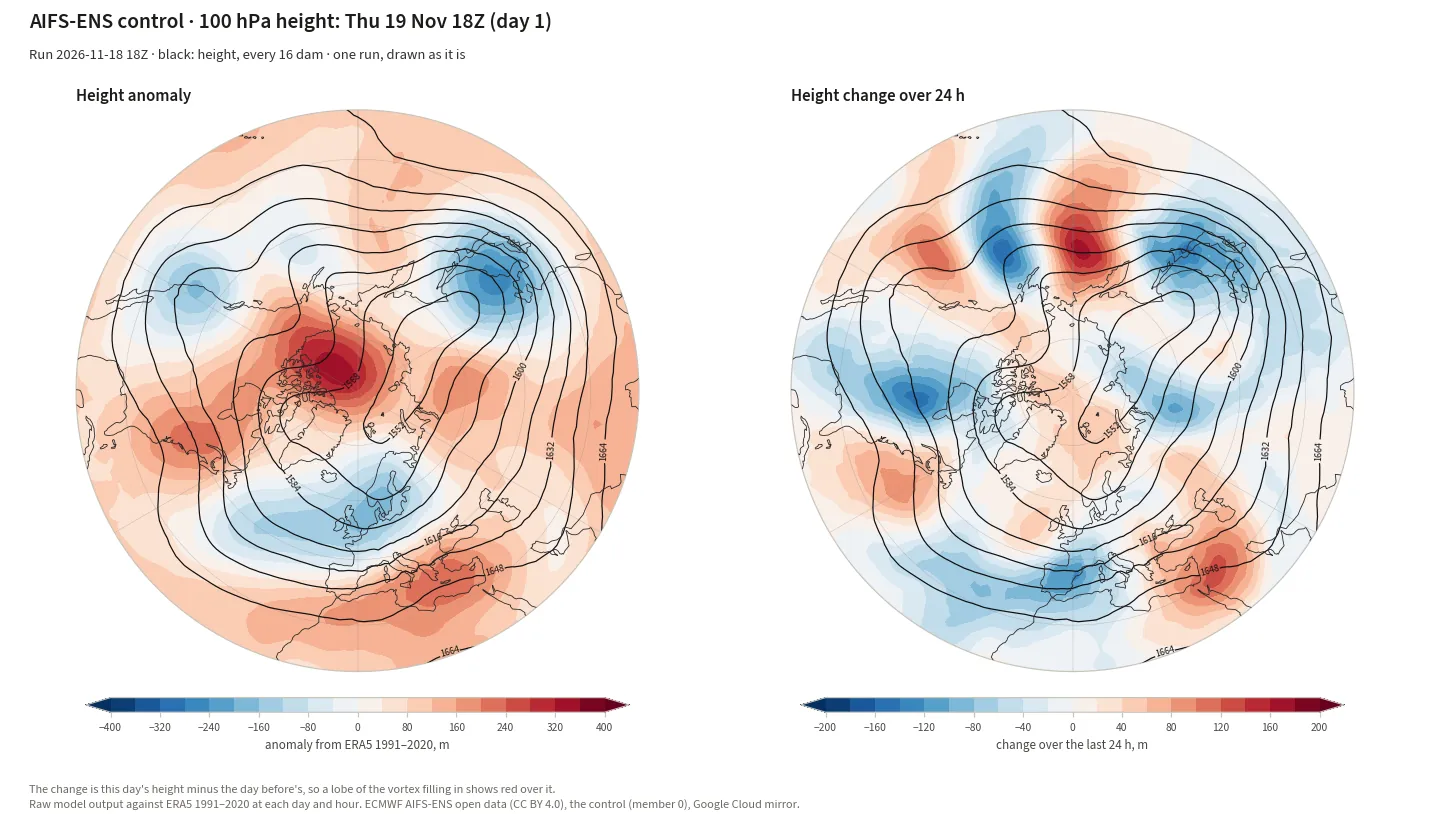 AIFS-ENS control · 100 hPa height: Thu 19 Nov 18Z (day 1)
Run 2026-11-18 18Z · black: height, every 16 dam · one run, drawn as it is
Height anomaly
Height change over 24 h
1568
1552
1584
1600
1632
1664
1616
1648
1664
1568
1552
1584
1600
1632
1664
1616
1648
1664
−400 −320 −240 −160 −80 0 80 160 240 320 400
anomaly from ERA5 1991–2020, m
−200 −160 −120 −80 −40 0 40 80 120 160 200
change over the last 24 h, m
The change is this day's height minus the day before's, so a lobe of the vortex filling in shows red over it.
Raw model output against ERA5 1991–2020 at each day and hour. ECMWF AIFS-ENS open data (CC BY 4.0), the control (member 0), Google Cloud mirror.